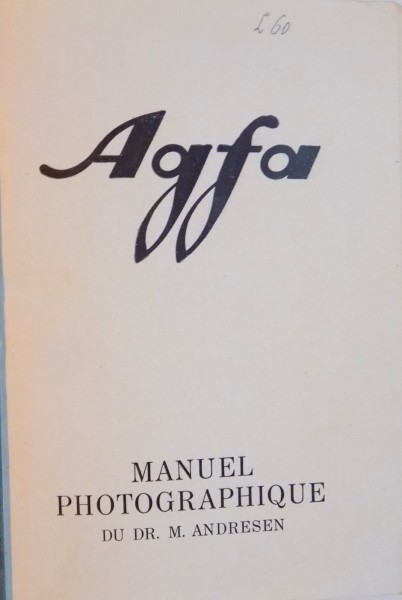 £ 60
Agfa
MANUEL
PHOTOGRAPHIQUE
DU DR. M. ANDRESEN